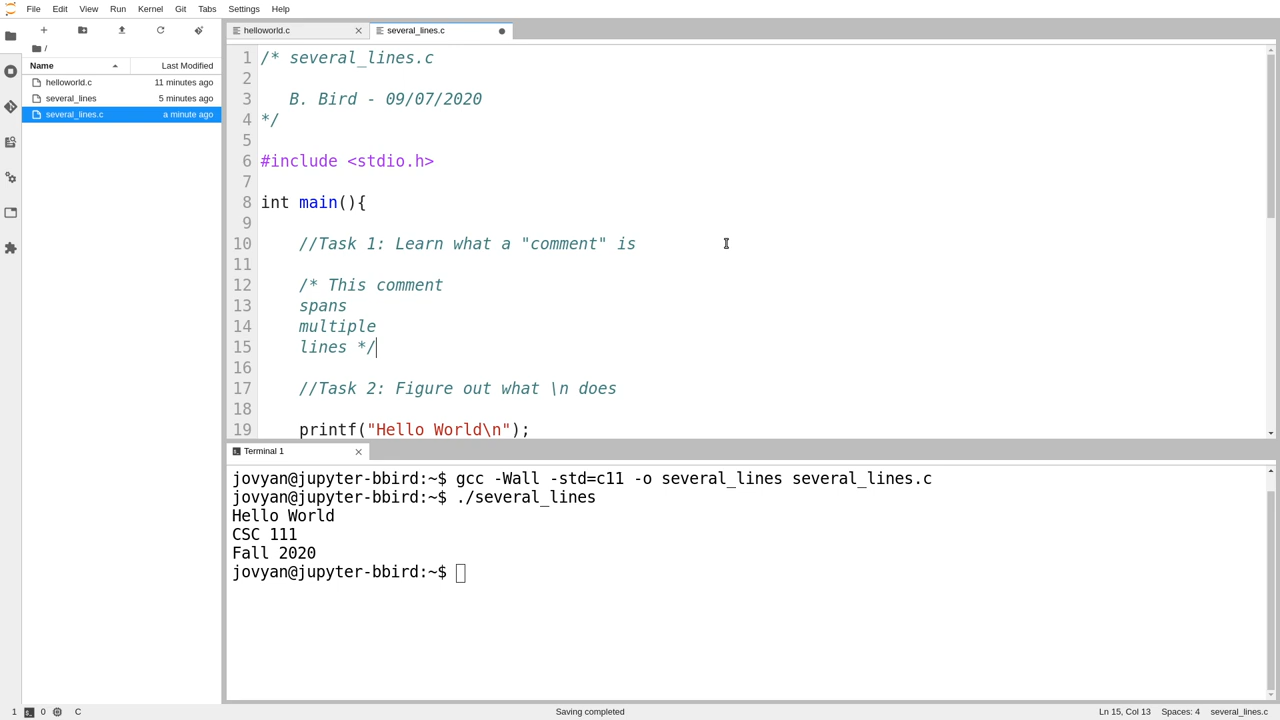 File Edit View Run Kernel Git Tabs Settings Help
/
Name Last Modified
helloworld.c 11 minutes ago
several_lines 5 minutes ago
several_lines.c a minute ago
helloworld.c several_lines.c
1 /* several_lines.c
2
3 B. Bird - 09/07/2020
4 */
5
6 #include <stdio.h>
7
8 int main(){
9
10 //Task 1: Learn what a "comment" is
11
12 /* This comment
13 spans
14 multiple
15 lines */
16
17 //Task 2: Figure out what \n does
18
19 printf("Hello World\n");
Terminal 1
jovyan@jupyter-bbird:~$ gcc -Wall -std=c11 -o several_lines several_lines.c
jovyan@jupyter-bbird:~$ ./several_lines
Hello World
CSC 111
Fall 2020
jovyan@jupyter-bbird:~$
1 0 C Saving completed Ln 15, Col 13 Spaces: 4 several_lines.c